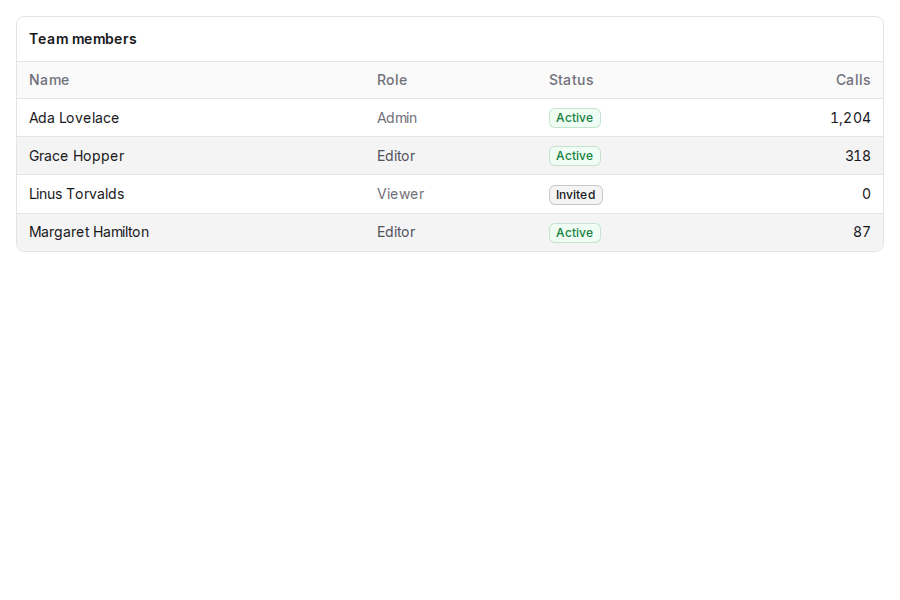 Team members
Name Role Status Calls
Ada Lovelace Admin Active 1,204
Grace Hopper Editor Active 318
Linus Torvalds Viewer Invited 0
Margaret Hamilton Editor Active 87